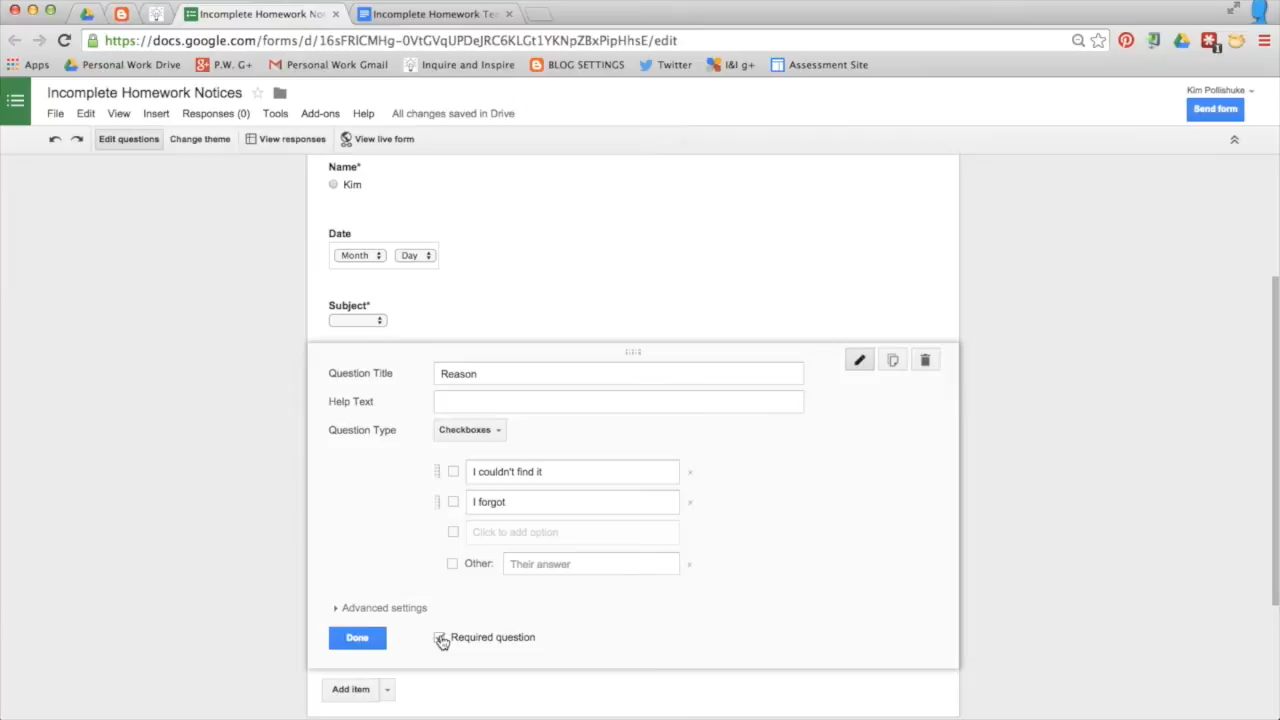 Incomplete Homework No
Incomplete Homework Te
https://docs.google.com/forms/d/16sFRlCMHg-0VtGVqUPDeJRC6KLGt1YKNpZBxPipHhsE/edit
Apps Personal Work Drive P.W. G+ Personal Work Gmail Inquire and Inspire BLOG SETTINGS Twitter I&I g+ Assessment Site
Incomplete Homework Notices
Kim Pollishuke
File Edit View Insert Responses (0) Tools Add-ons Help All changes saved in Drive
Send form
Edit questions Change theme View responses View live form
Name*
Kim
Date
Month Day
Subject*
Question Title Reason
Help Text
Question Type Checkboxes
I couldn't find it
I forgot
Click to add option
Other: Their answer
Advanced settings
Done Required question
Add item